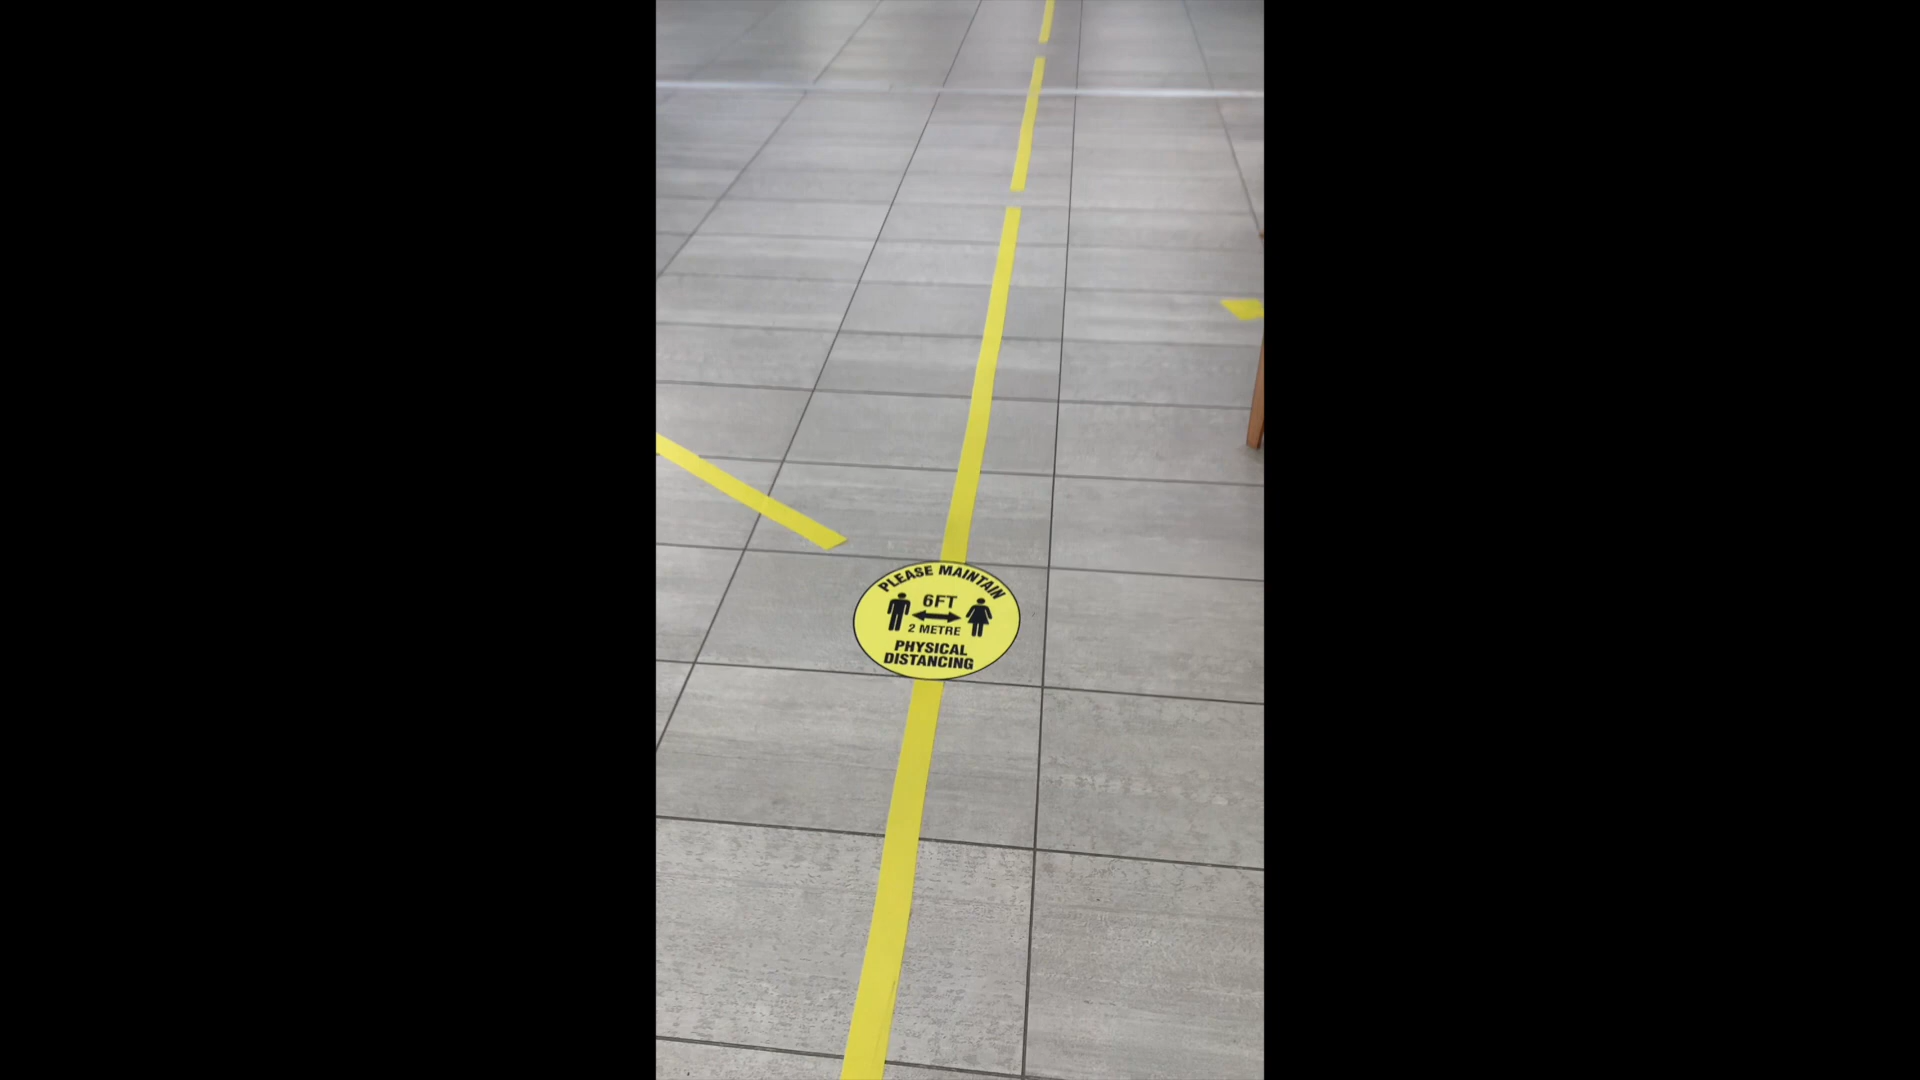 PLEASE MAINTAIN
6FT
2 METRE
PHYSICAL
DISTANCING